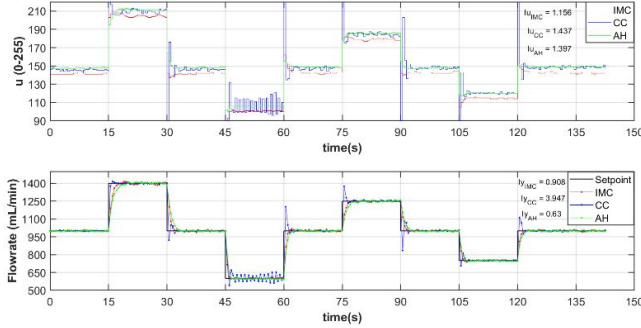 210
190
170
150
130
110
90
u (0-255)
Iu_IMC = 1.156
Iu_CC = 1.437
Iu_AH = 1.397
IMC
CC
AH
0 15 30 45 60 75 90 105 120 135 150
time(s)
1400
1250
1100
950
800
650
500
Flowrate (mL/min)
Iy_IMC = 0.908
Iy_CC = 3.947
Iy_AH = 0.63
Setpoint
IMC
CC
AH
0 15 30 45 60 75 90 105 120 135 150
time(s)